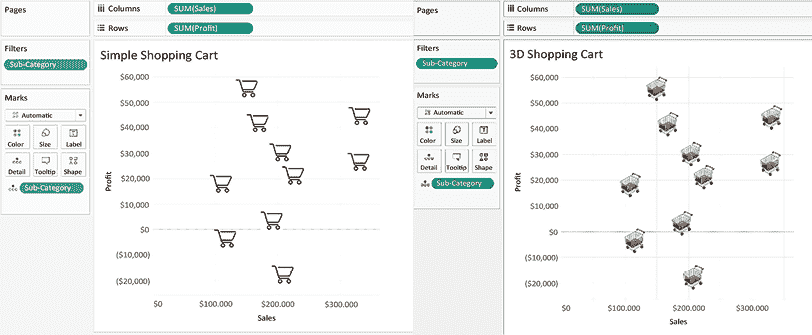 Pages
Columns
SUM(Sales)
Rows
SUM(Profit)
Filters
Sub-Category
Marks
Automatic
Color
Size
Label
Detail
Tooltip
Shape
Sub-Category
Simple Shopping Cart
$60,000
$50,000
$40,000
$30,000
$20,000
$10,000
$0
($10,000)
($20,000)
Profit
$0
$100.000
$200.000
$300.000
Sales
Pages
Columns
SUM(Sales)
Rows
SUM(Profit)
Filters
Sub-Category
Marks
Automatic
Color
Size
Label
Detail
Tooltip
Shape
Sub-Category
3D Shopping Cart
$60,000
$50,000
$40,000
$30,000
$20,000
$10,000
$0
($10,000)
($20,000)
Profit
$0
$100.000
$200.000
$300.000
Sales